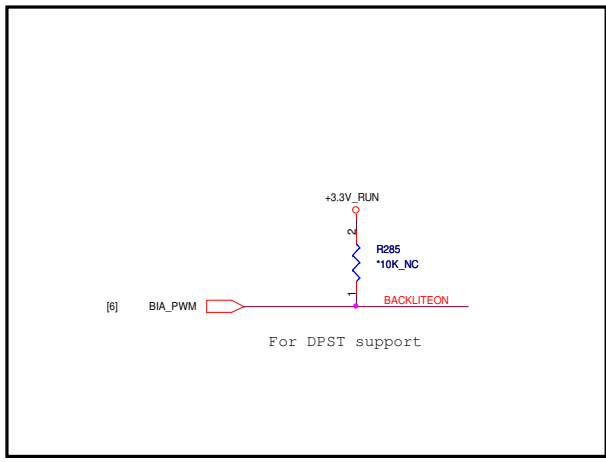 +3.3V_RUN
2
R285
*10K_NC
1
BACKLITEON
[6] BIA_PWM
For DPST support